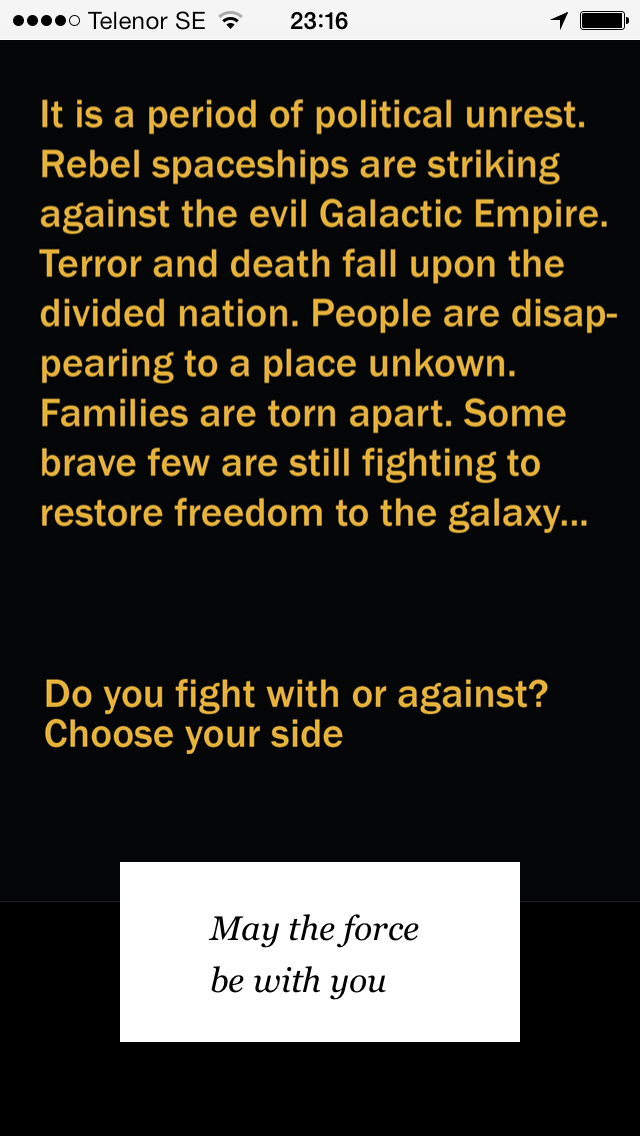 Telenor SE 23:16
It is a period of political unrest.
Rebel spaceships are striking
against the evil Galactic Empire.
Terror and death fall upon the
divided nation. People are disap-
pearing to a place unkown.
Families are torn apart. Some
brave few are still fighting to
restore freedom to the galaxy...
Do you fight with or against?
Choose your side
May the force
be with you